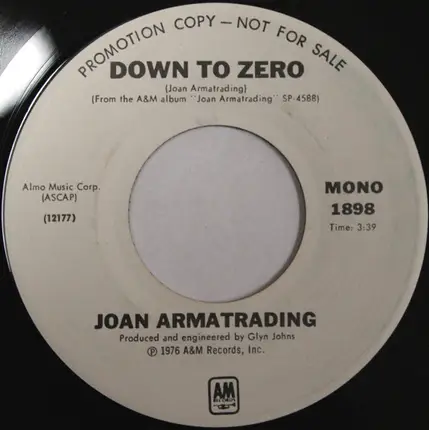 PROMOTION COPY — NOT FOR SALE
DOWN TO ZERO
(Joan Armatrading)
(From the A&M album "Joan Armatrading" SP-4588)
Almo Music Corp.
(ASCAP)
(12177)
MONO
1898
Time: 3:39
JOAN ARMATRADING
Produced and engineered by Glyn Johns
℗ 1976 A&M Records, Inc.
AM
RECORDS